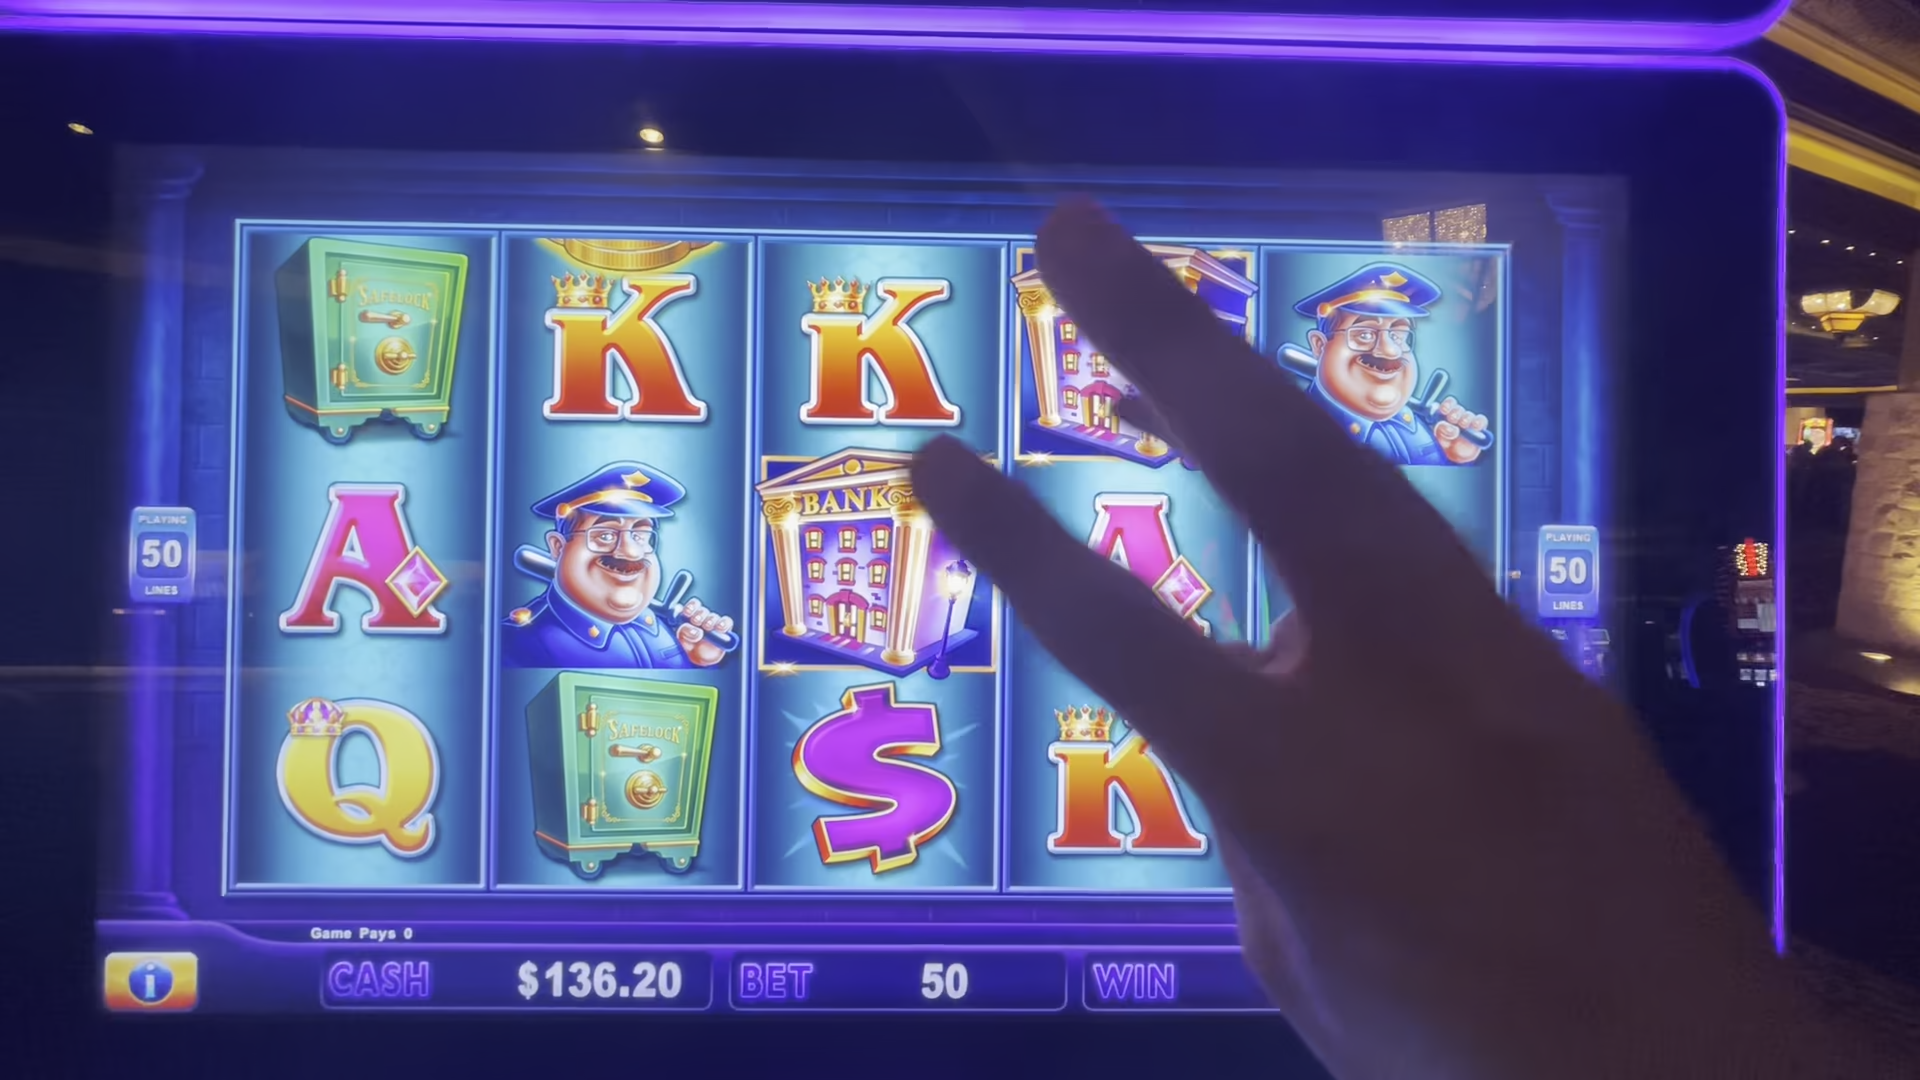 SAFELOCK
K
K
A
BANK
A
PLAYING
50
LINES
PLAYING
50
LINES
Q
SAFELOCK
$
K
Game Pays 0
i
CASH $136.20 BET 50 WIN